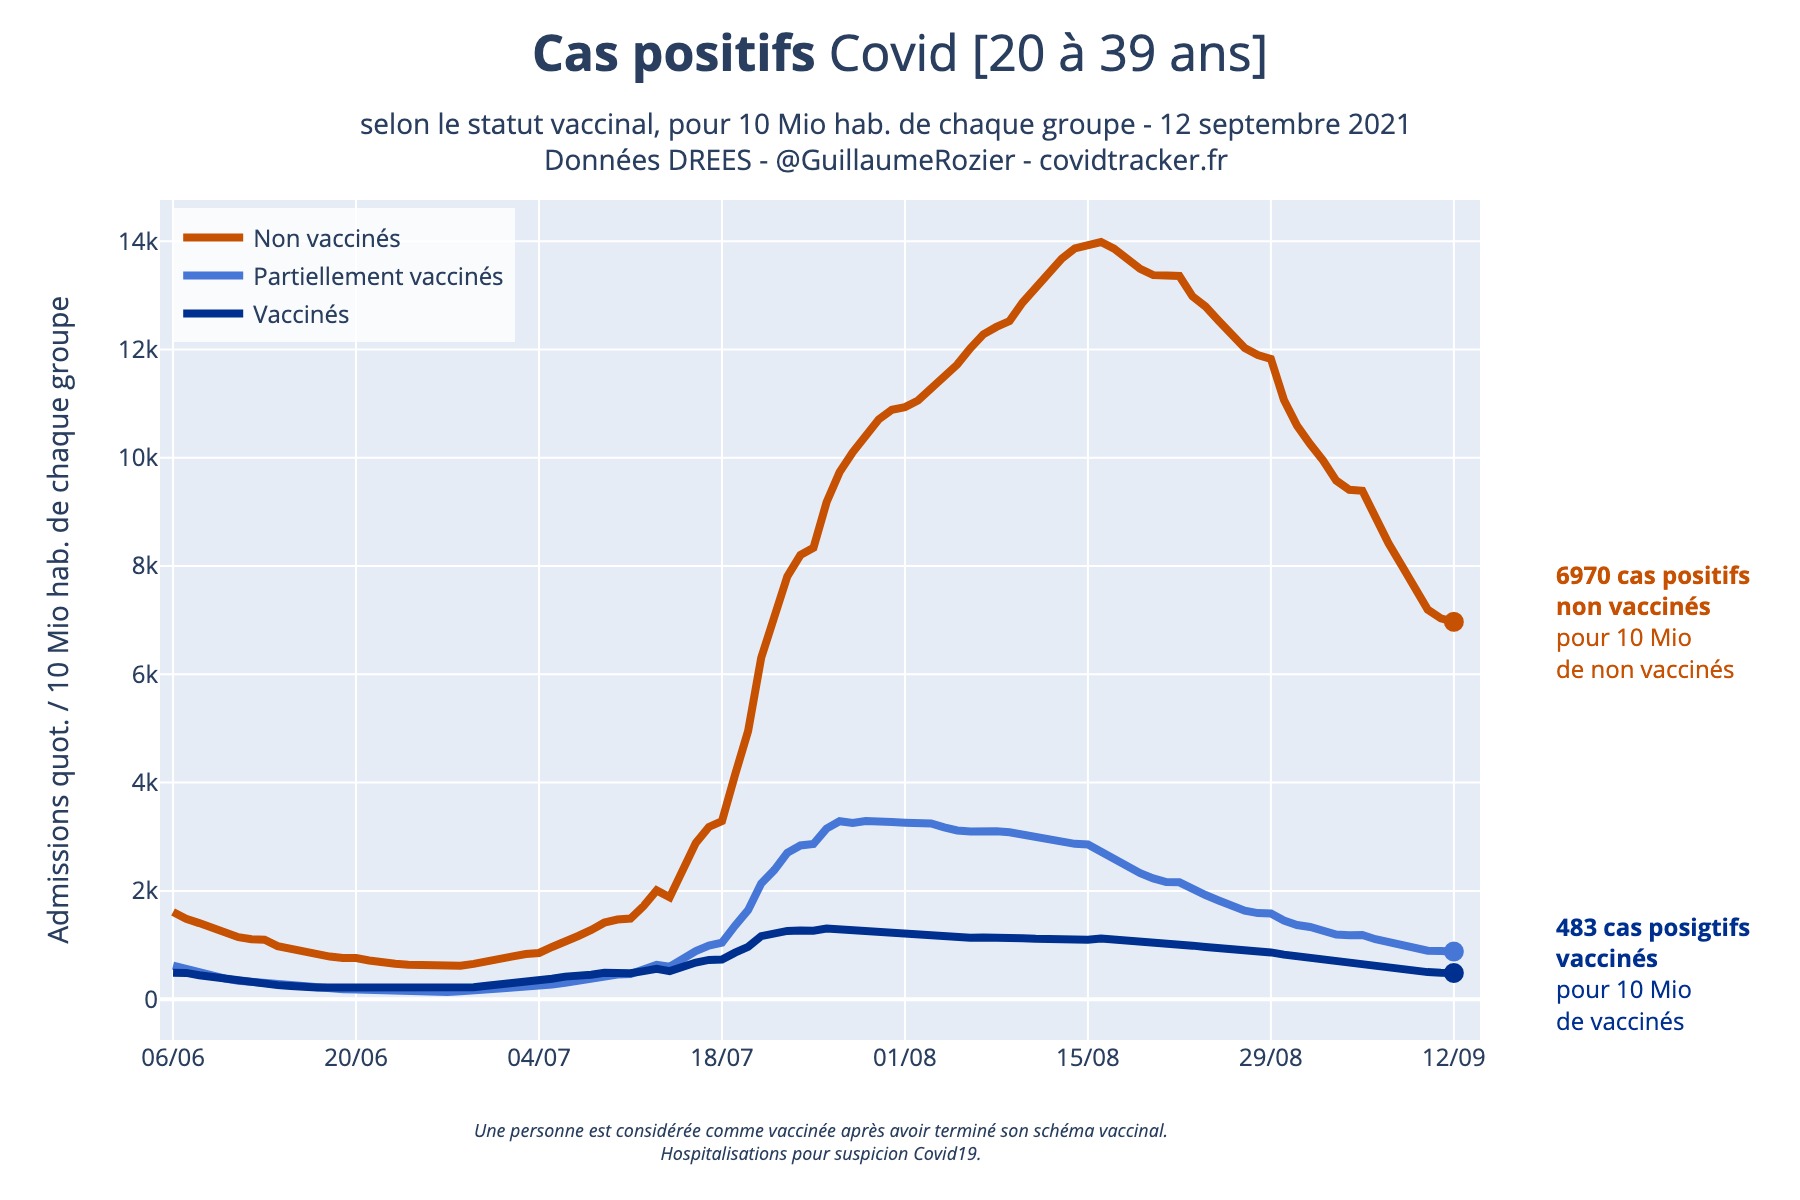 Cas positifs Covid [20 à 39 ans]
selon le statut vaccinal, pour 10 Mio hab. de chaque groupe - 12 septembre 2021
Données DREES - @GuillaumeRozier - covidtracker.fr
Admissions quot. / 10 Mio hab. de chaque groupe
Non vaccinés
Partiellement vaccinés
Vaccinés
14k
12k
10k
8k
6k
4k
2k
0
06/06
20/06
04/07
18/07
01/08
15/08
29/08
12/09
6970 cas positifs
non vaccinés
pour 10 Mio
de non vaccinés
483 cas posigtifs
vaccinés
pour 10 Mio
de vaccinés
Une personne est considérée comme vaccinée après avoir terminé son schéma vaccinal.
Hospitalisations pour suspicion Covid19.